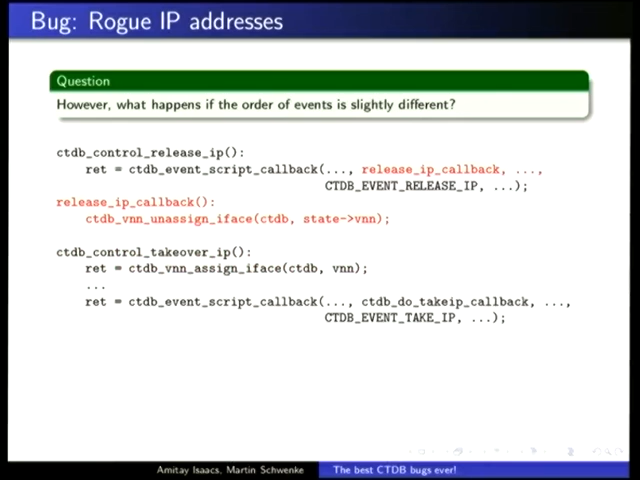 Bug: Rogue IP addresses
Question
However, what happens if the order of events is slightly different?
ctdb_control_release_ip():
ret = ctdb_event_script_callback(..., release_ip_callback, ...,
CTDB_EVENT_RELEASE_IP, ...);
release_ip_callback():
ctdb_vnn_unassign_iface(ctdb, state->vnn);
ctdb_control_takeover_ip():
ret = ctdb_vnn_assign_iface(ctdb, vnn);
...
ret = ctdb_event_script_callback(..., ctdb_do_takeip_callback, ...,
CTDB_EVENT_TAKE_IP, ...);
Amitay Isaacs, Martin Schwenke The best CTDB bugs ever!